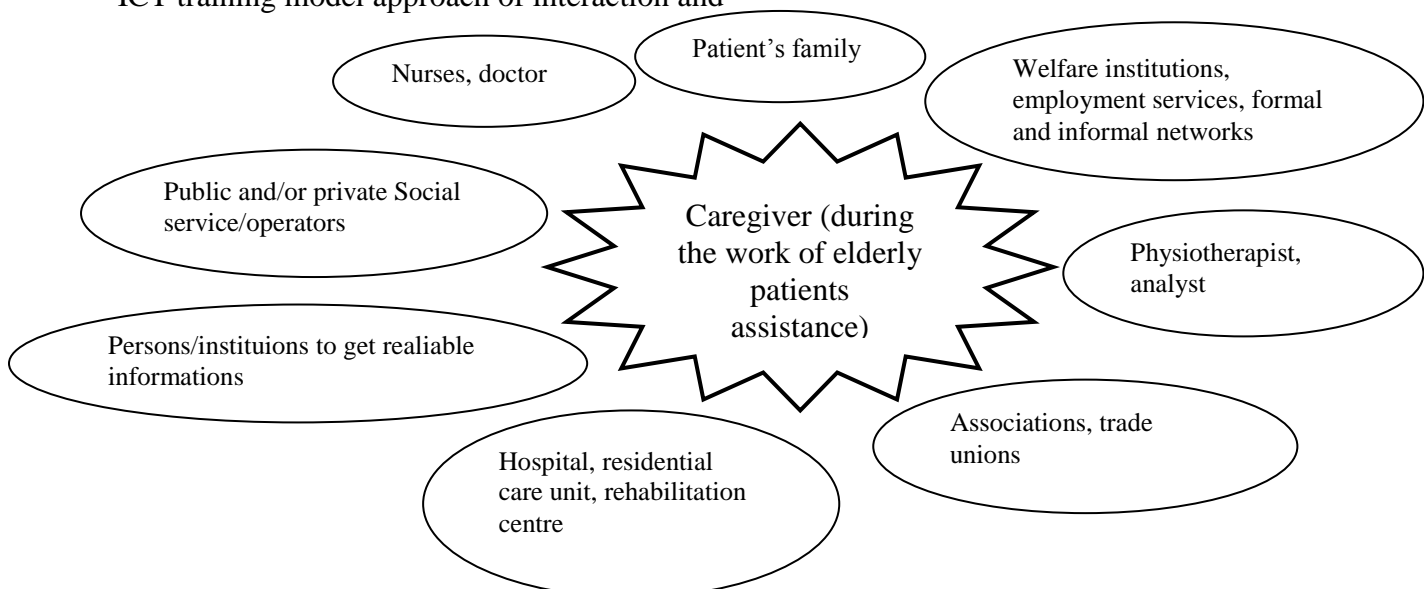 ICT training model approach of interaction and
Patient’s family
Nurses, doctor
Welfare institutions,
employment services, formal
and informal networks
Public and/or private Social
service/operators
Caregiver (during
the work of elderly
patients
assistance)
Physiotherapist,
analyst
Persons/instituions to get realiable
informations
Associations, trade
unions
Hospital, residential
care unit, rehabilitation
centre